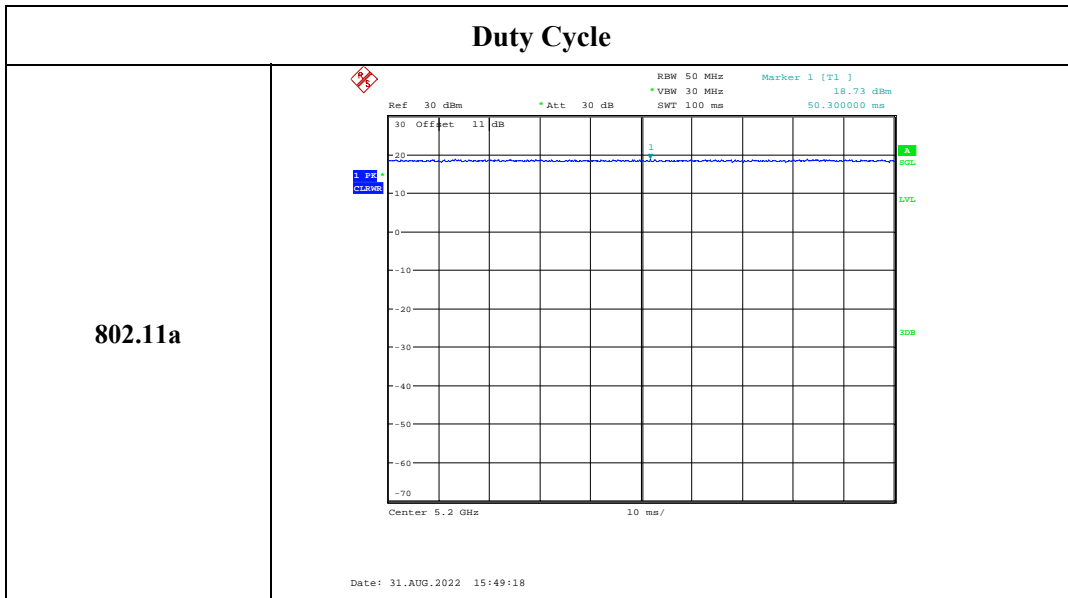 Duty Cycle
802.11a
R S
RBW 50 MHz Marker 1 [T1 ]
* VBW 30 MHz 18.73 dBm
Ref 30 dBm * Att 30 dB SWT 100 ms 50.300000 ms
30 Offset 11 dB
1
A
20
SGL
1 PK *
CLRWR
10
LVL
0
-10
-20
3DB
-30
-40
-50
-60
-70
Center 5.2 GHz 10 ms/
Date: 31.AUG.2022 15:49:18